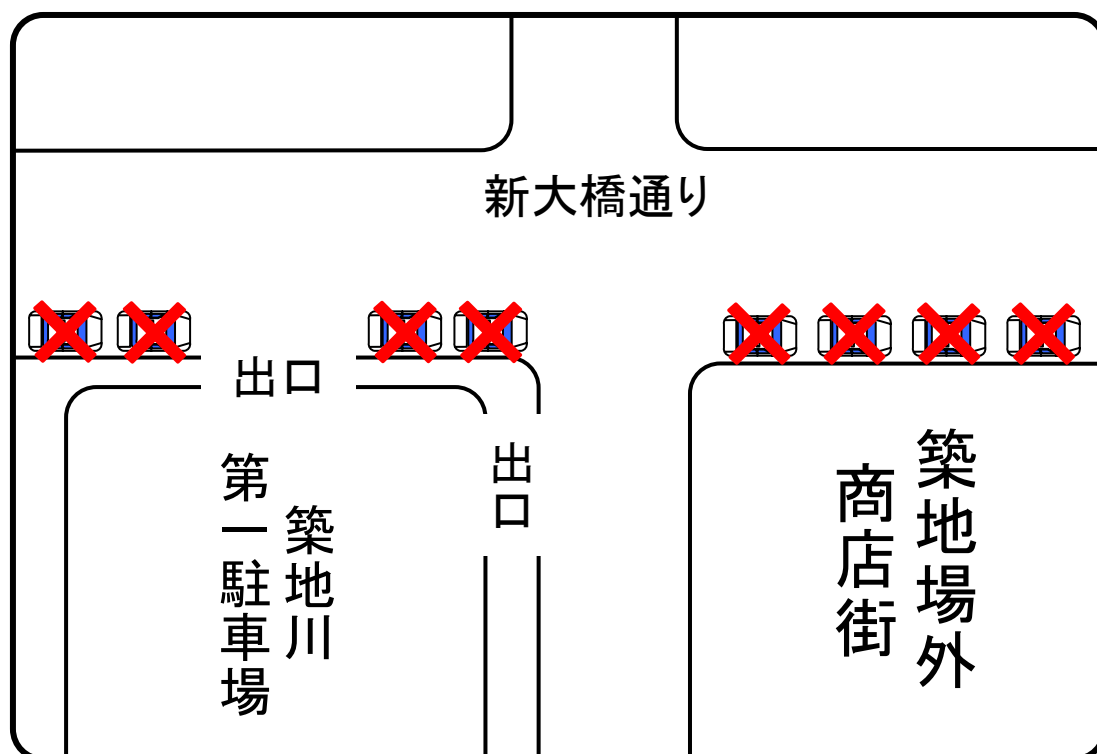 新大橋通り
出口
出口
築地川
第一駐車場
築地場外
商店街